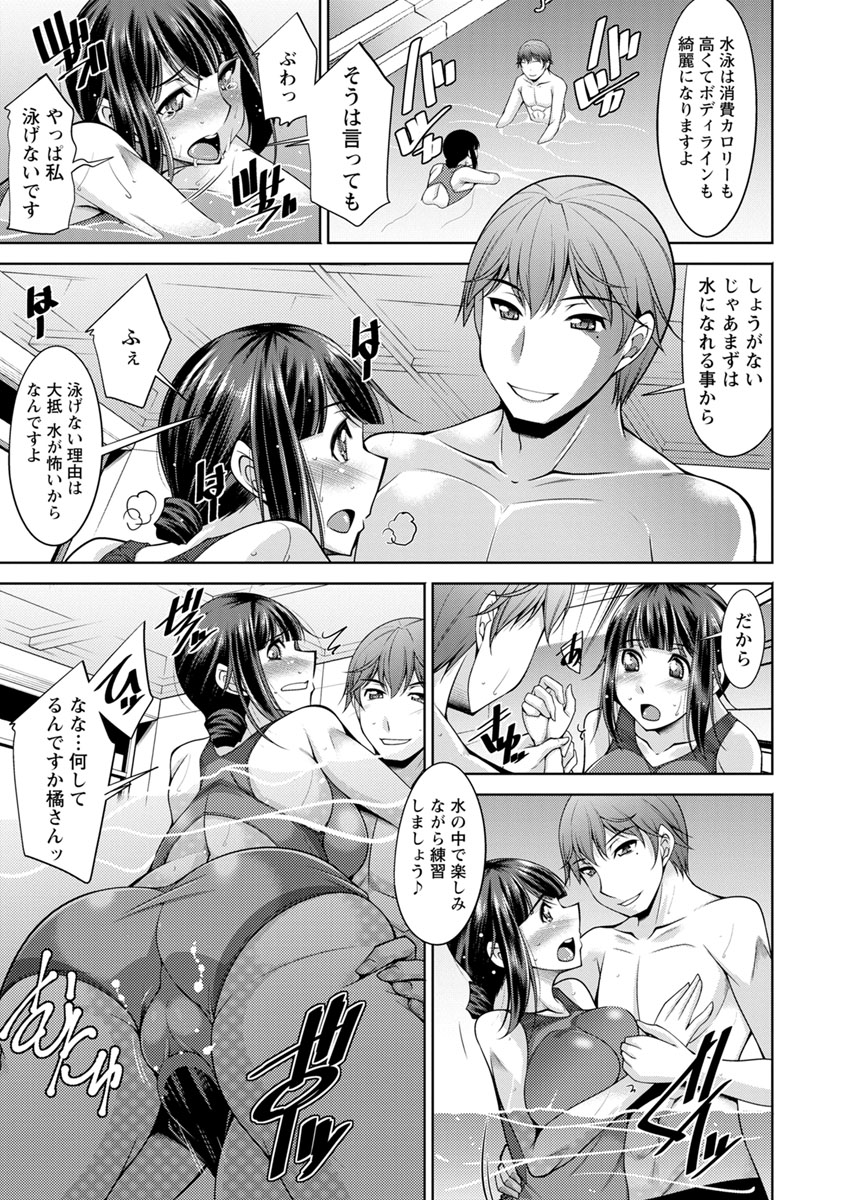 水泳は消費カロリーも
高くてボディラインも
綺麗になりますよ
そうは言っても
ぶわっ
やっぱ私
泳げないです
しょうがない
じゃあまずは
水になれる事から
ふぇ
泳げない理由は
大抵 水が怖いから
なんですよ
はーー
はー
は
だから
水の中で楽しみ
ながら練習
しましょう♪
なな…何して
るんですか橘さんッ